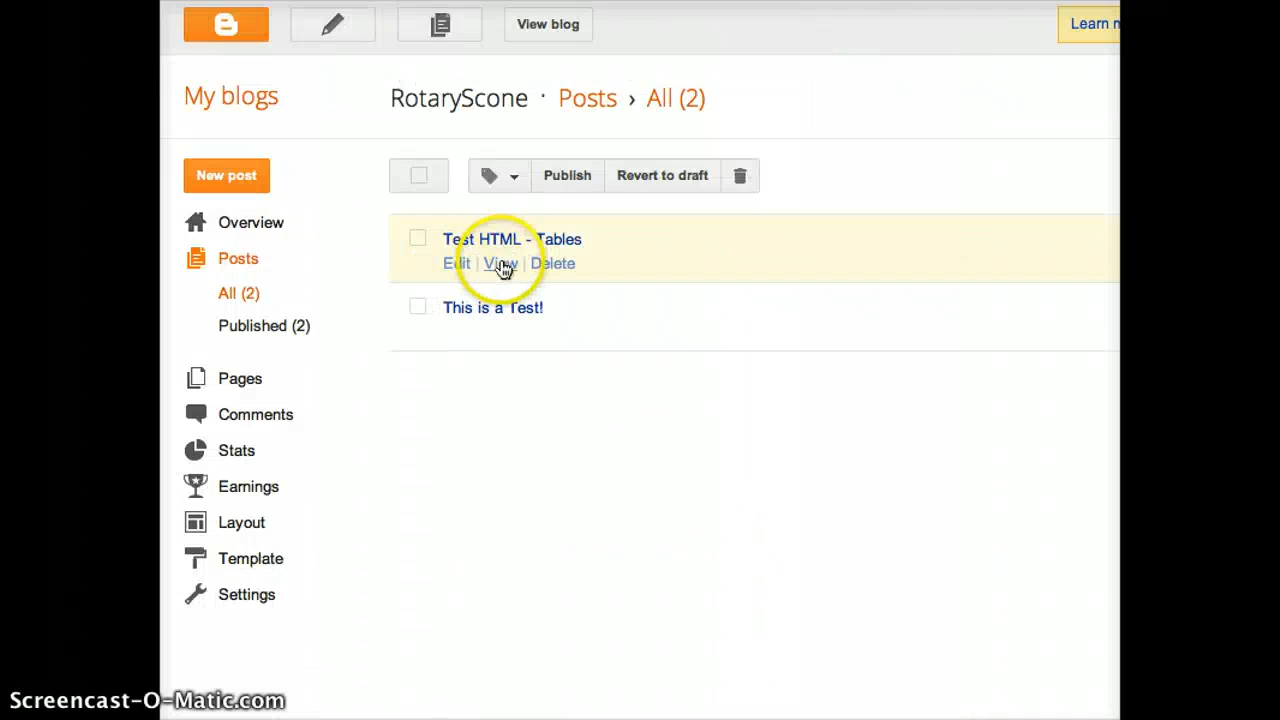 View blog
Learn
My blogs
RotaryScone · Posts › All (2)
New post
Publish
Revert to draft
Overview
Test HTML - Tables
Posts
Edit | View | Delete
All (2)
This is a Test!
Published (2)
Pages
Comments
Stats
Earnings
Layout
Template
Settings
Screencast-O-Matic.com